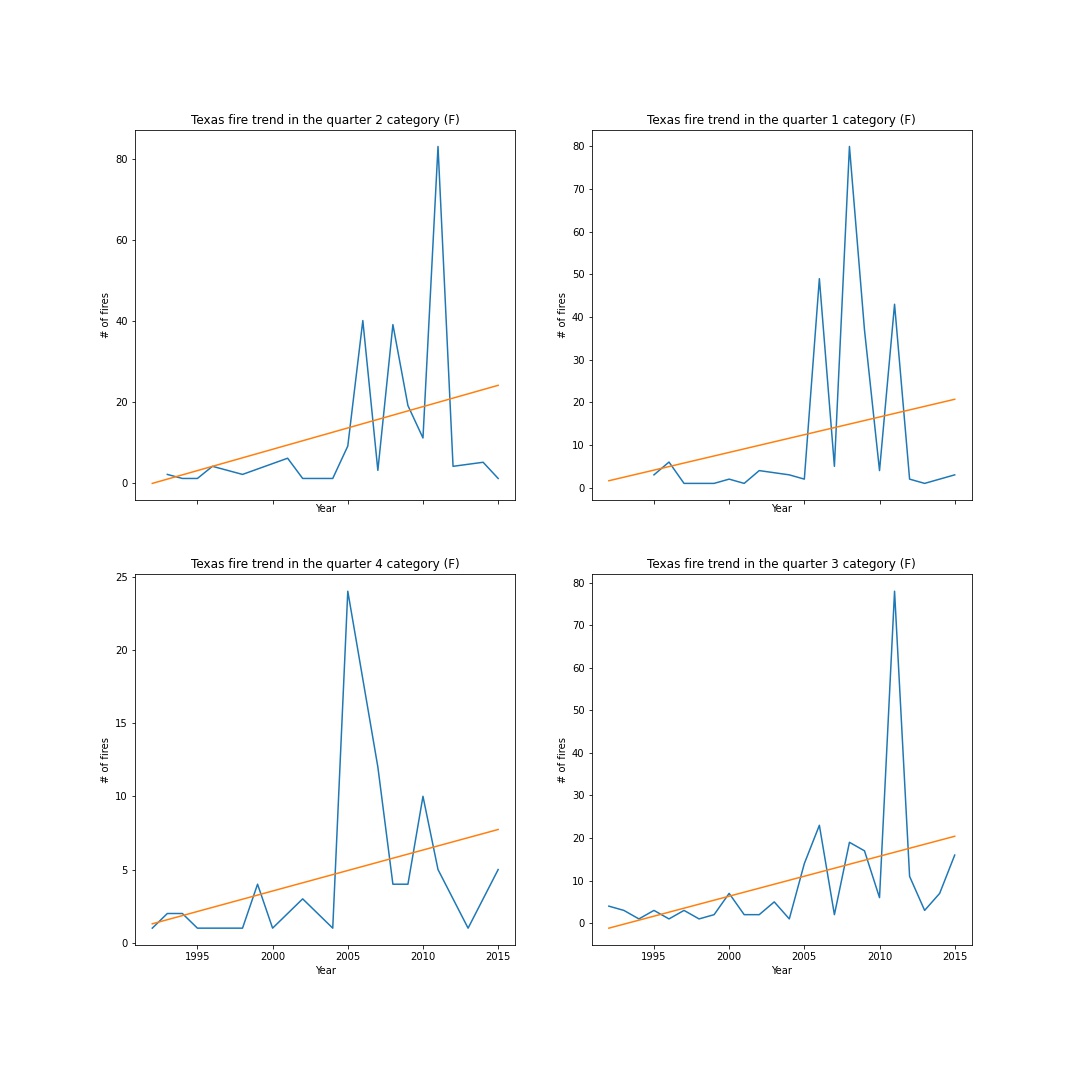 Texas fire trend in the quarter 2 category (F)
80
60
40
20
0
# of fires
Year
Texas fire trend in the quarter 1 category (F)
80
70
60
50
40
30
20
10
0
# of fires
Year
Texas fire trend in the quarter 4 category (F)
25
20
15
10
5
0
# of fires
1995 2000 2005 2010 2015
Year
Texas fire trend in the quarter 3 category (F)
80
70
60
50
40
30
20
10
0
# of fires
1995 2000 2005 2010 2015
Year